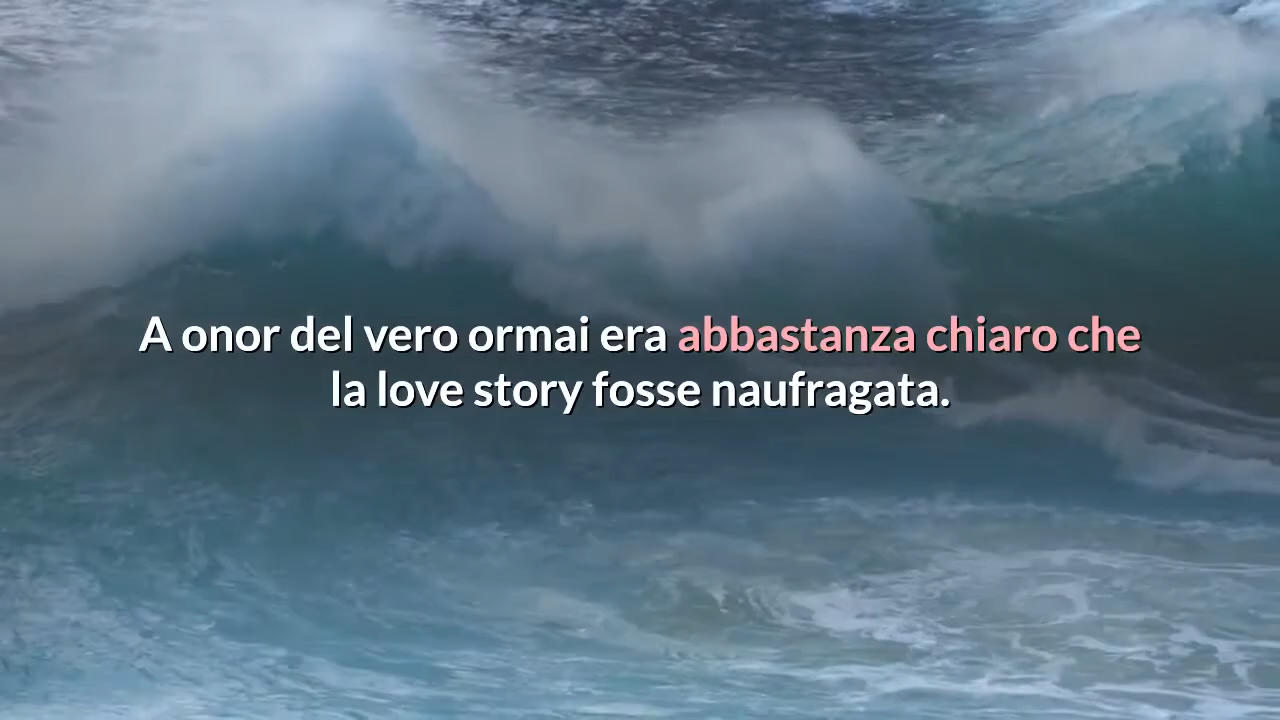 A onor del vero ormai era abbastanza chiaro che
la love story fosse naufragata.